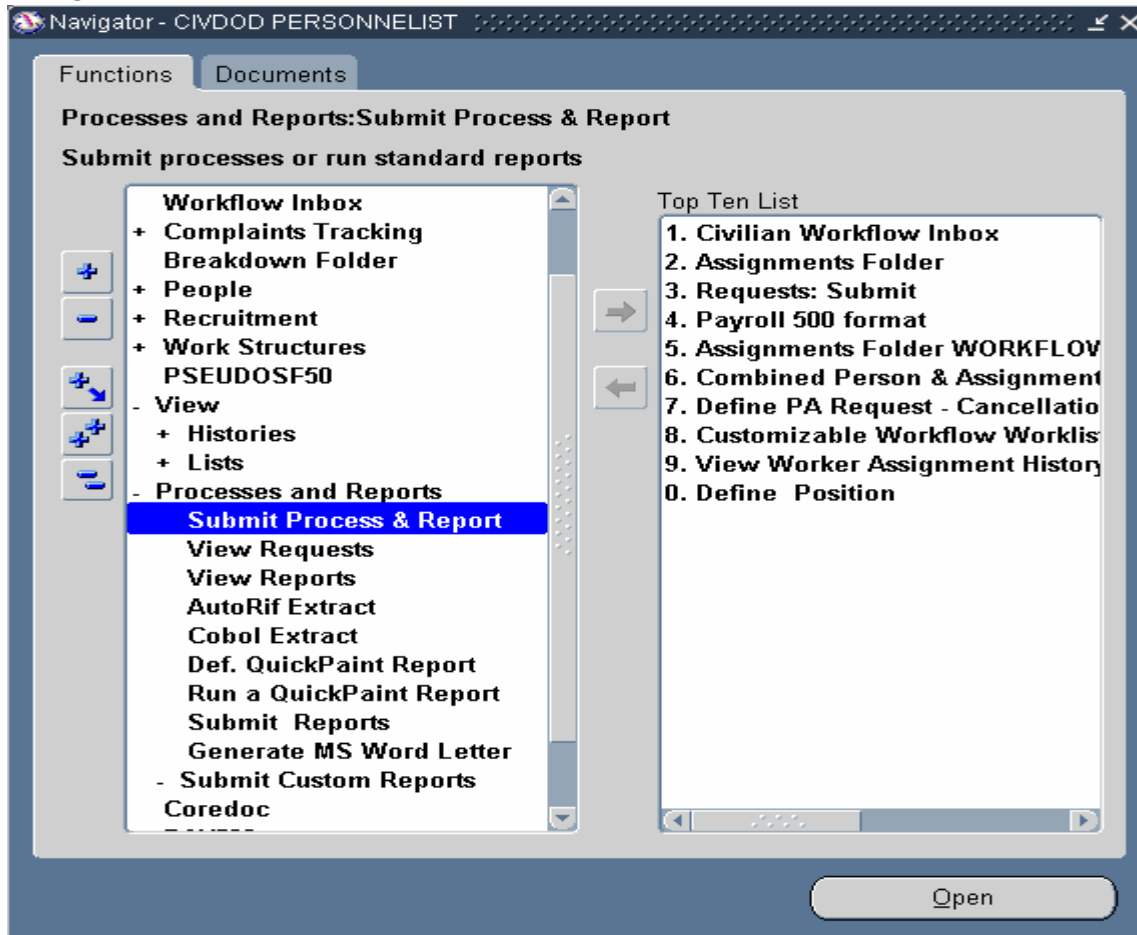 Navigator - CIVDOD PERSONNELIST
Functions
Documents
Processes and Reports:Submit Process & Report
Submit processes or run standard reports
Workflow Inbox
+ Complaints Tracking
Breakdown Folder
+ People
+ Recruitment
+ Work Structures
PSEUDOSF50
- View
+ Histories
+ Lists
- Processes and Reports
Submit Process & Report
View Requests
View Reports
AutoRif Extract
Cobol Extract
Def. QuickPaint Report
Run a QuickPaint Report
Submit Reports
Generate MS Word Letter
- Submit Custom Reports
Coredoc
Top Ten List
1. Civilian Workflow Inbox
2. Assignments Folder
3. Requests: Submit
4. Payroll 500 format
5. Assignments Folder WORKFLOW
6. Combined Person & Assignment
7. Define PA Request - Cancellatio
8. Customizable Workflow Worklis
9. View Worker Assignment History
0. Define Position
Open